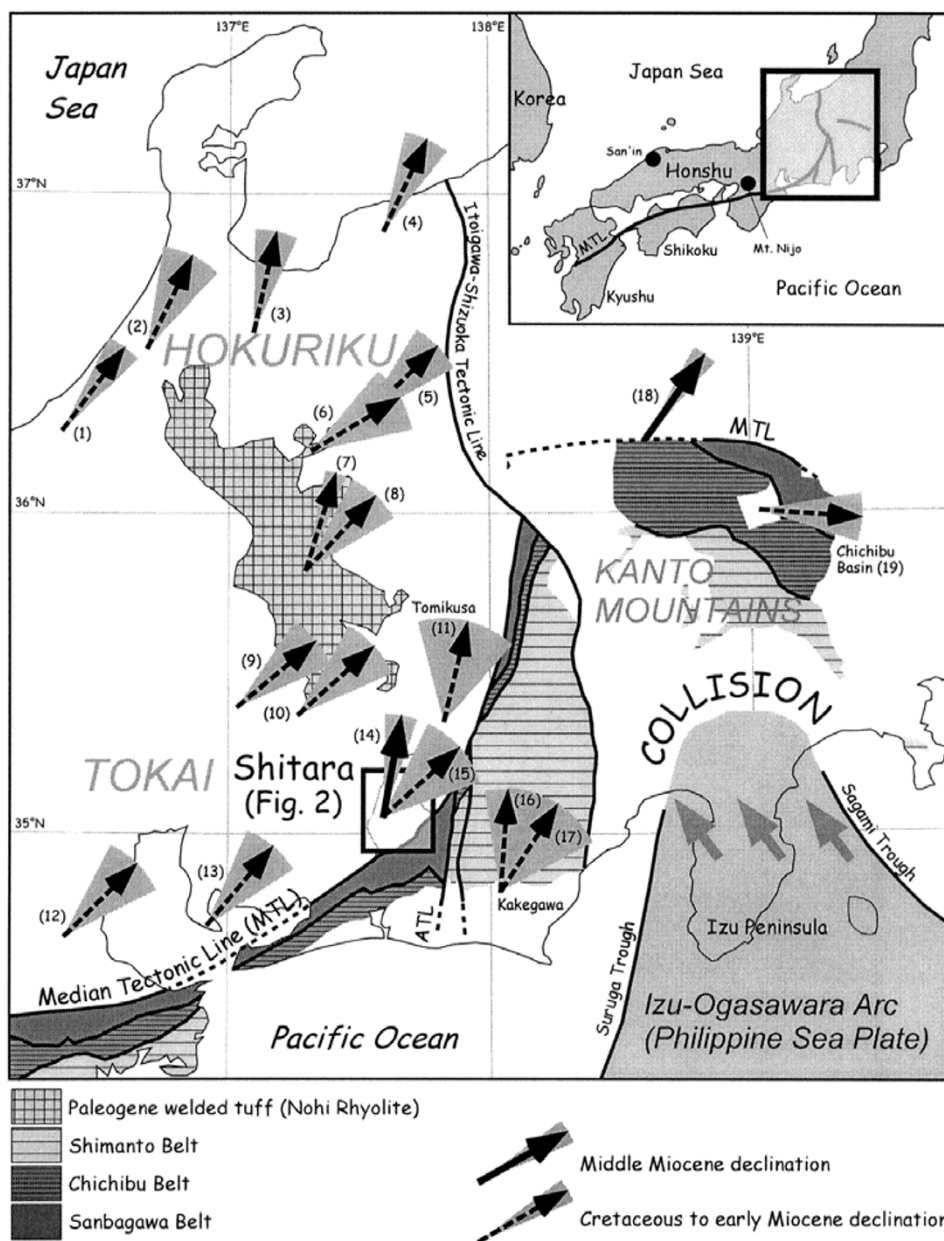 137°E
138°E
Japan
Sea
Japan Sea
Korea
San'in
Honshu
MTL
Shikoku
Mt. Nijo
Kyushu
Pacific Ocean
37°N
(4)
Itoigawa-Shizuoka Tectonic Line
(2)
(3)
HOKURIKU
139°E
(1)
(5)
(6)
(18)
MTL
(7)
(8)
36°N
Chichibu
Basin (19)
KANTO
MOUNTAINS
Tomikusa
(11)
(9)
(10)
COLLISION
(14)
TOKAI
Shitara
(Fig. 2)
(15)
Sagami Trough
35°N
(16)
(17)
(13)
(12)
Kakegawa
ATL
Izu Peninsula
Median Tectonic Line (MTL)
Suruga Trough
Izu-Ogasawara Arc
(Philippine Sea Plate)
Pacific Ocean
Paleogene welded tuff (Nohi Rhyolite)
Shimanto Belt
Chichibu Belt
Sanbagawa Belt
Middle Miocene declination
Cretaceous to early Miocene declination